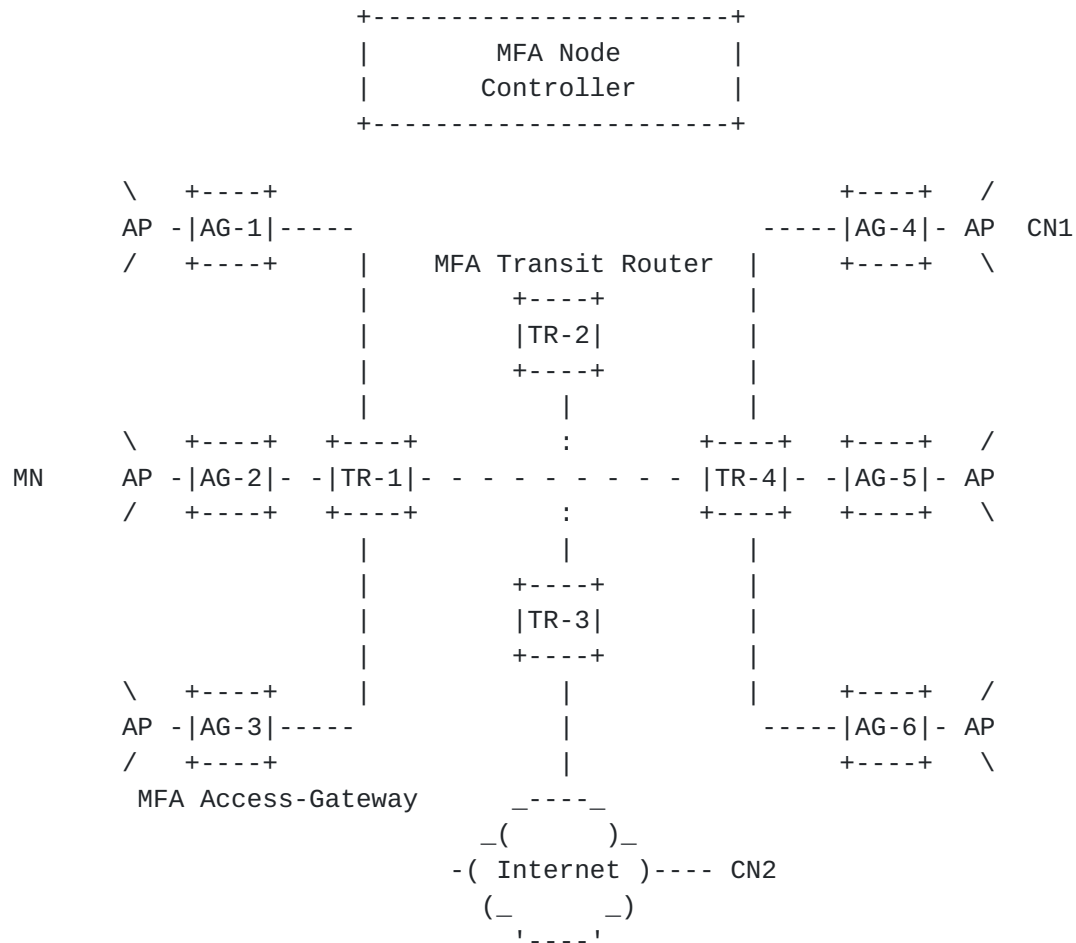 MFA Node
Controller
AP AG-1 AG-4 AP CN1
MFA Transit Router
TR-2
MN AP AG-2 TR-1 TR-4 AG-5 AP
TR-3
AP AG-3 AG-6 AP
MFA Access-Gateway
Internet CN2